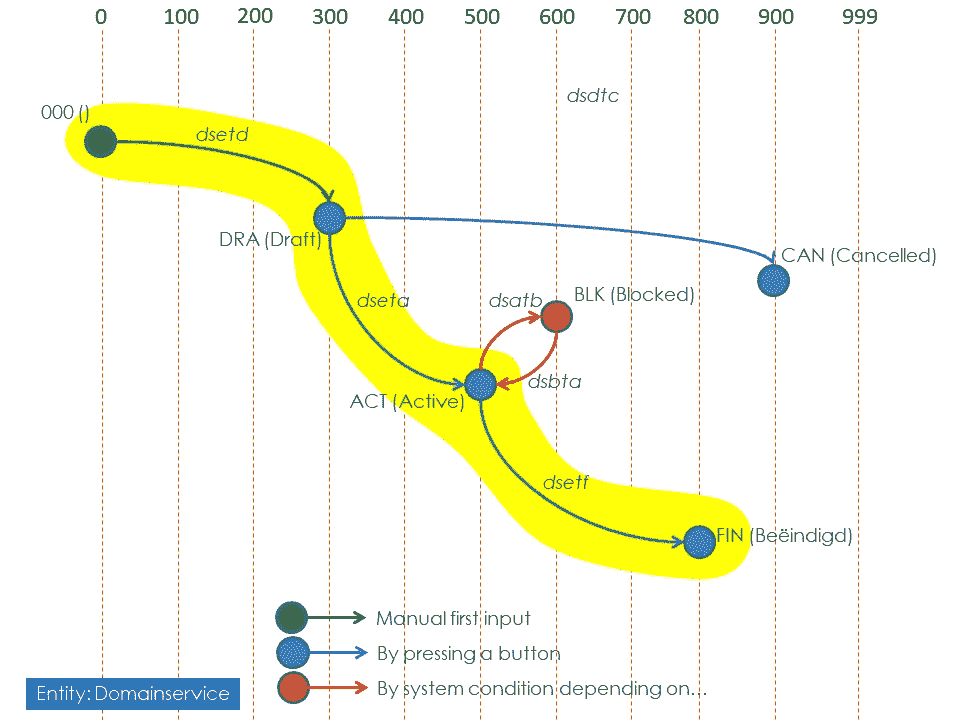 0 100 200 300 400 500 600 700 800 900 999
dsdtc
000 ()
dsetd
DRA (Draft)
CAN (Cancelled)
dseta
dsatb
BLK (Blocked)
dsbta
ACT (Active)
dsetf
FIN (Beëindigd)
Manual first input
By pressing a button
By system condition depending on...
Entity: Domainservice